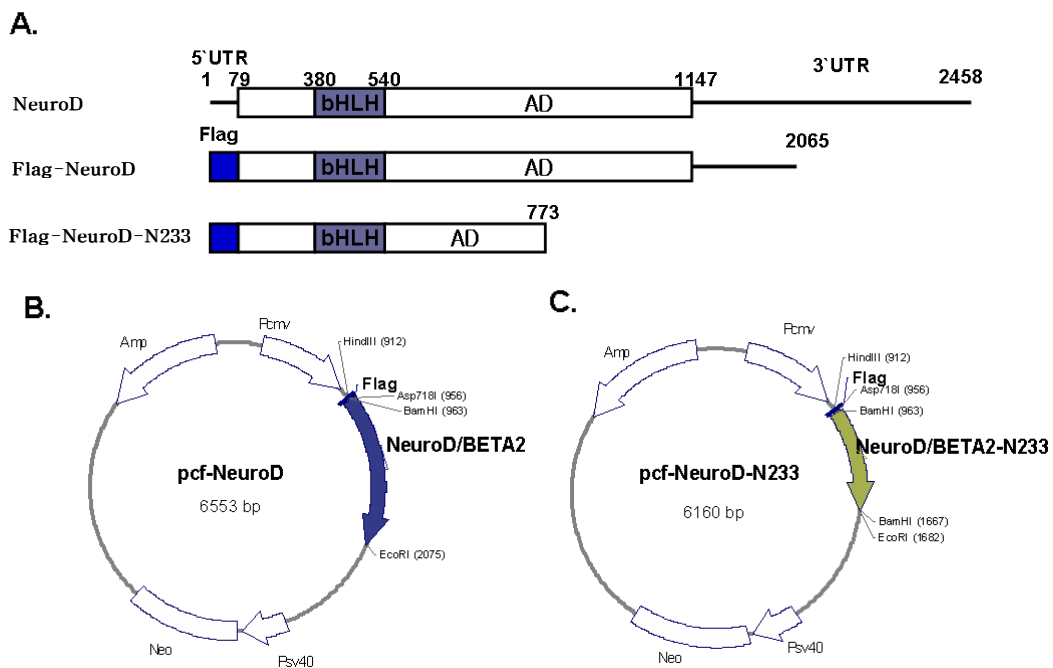 A.
5`UTR
1 79 380 540 1147 3`UTR 2458
NeuroD bHLH AD
Flag 2065
Flag-NeuroD bHLH AD
773
Flag-NeuroD-N233 bHLH AD
B.
Amp
Pcmv
HindIII (912)
Flag
Asp718I (956)
BamHI (963)
NeuroD/BETA2
pcf-NeuroD
6553 bp
EcoRI (2075)
Neo
Psv40
C.
Amp
Pcmv
HindIII (912)
Flag
Asp718I (956)
BamHI (963)
NeuroD/BETA2-N233
pcf-NeuroD-N233
6160 bp
BamHI (1667)
EcoRI (1682)
Neo
Psv40